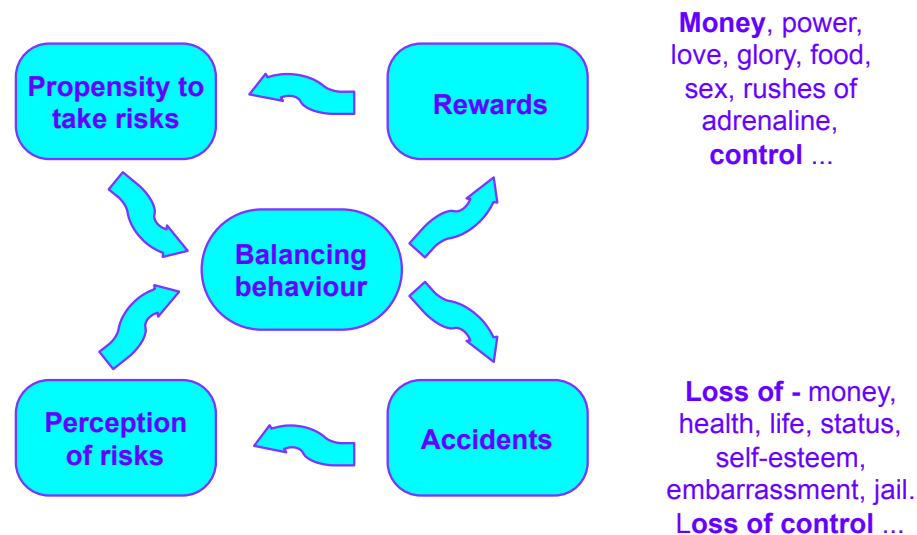 Propensity to
take risks
Rewards
Money, power,
love, glory, food,
sex, rushes of
adrenaline,
control ...
Balancing
behaviour
Perception
of risks
Accidents
Loss of - money,
health, life, status,
self-esteem,
embarrassment, jail.
Loss of control ...